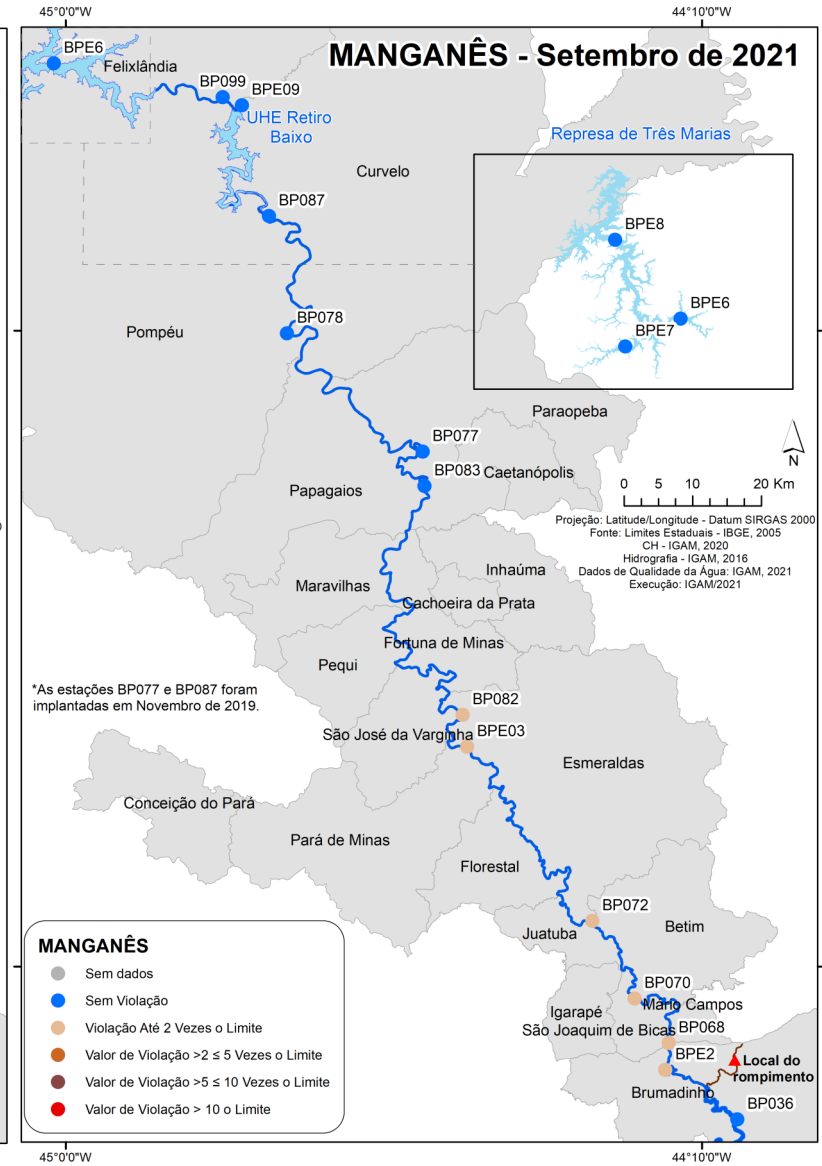 45°0'0"W
44°10'0"W
MANGANÊS - Setembro de 2021
BPE6
Felixlândia
BP099
BPE09
UHE Retiro
Baixo
Represa de Três Marias
Curvelo
BP087
BPE8
BPE6
BPE7
BP078
Pompéu
Paraopeba
BP077
BP083
Caetanópolis
Papagaios
N
0 5 10 20 Km
Projeção: Latitude/Longitude - Datum SIRGAS 2000
Fonte: Limites Estaduais - IBGE, 2005
CH - IGAM, 2020
Hidrografia - IGAM, 2016
Dados de Qualidade da Água: IGAM, 2021
Execução: IGAM/2021
Inhaúma
Maravilhas
Cachoeira da Prata
Fortuna de Minas
Pequi
*As estações BP077 e BP087 foram
implantadas em Novembro de 2019.
BP082
São José da Varginha
BPE03
Esmeraldas
Conceição do Pará
Pará de Minas
Florestal
BP072
Juatuba
Betim
BP070
Mário Campos
Igarapé
São Joaquim de Bicas
BP068
BPE2
Local do
rompimento
Brumadinho
BP036
MANGANÊS
Sem dados
Sem Violação
Violação Até 2 Vezes o Limite
Valor de Violação >2 ≤ 5 Vezes o Limite
Valor de Violação >5 ≤ 10 Vezes o Limite
Valor de Violação > 10 o Limite
45°0'0"W
44°10'0"W